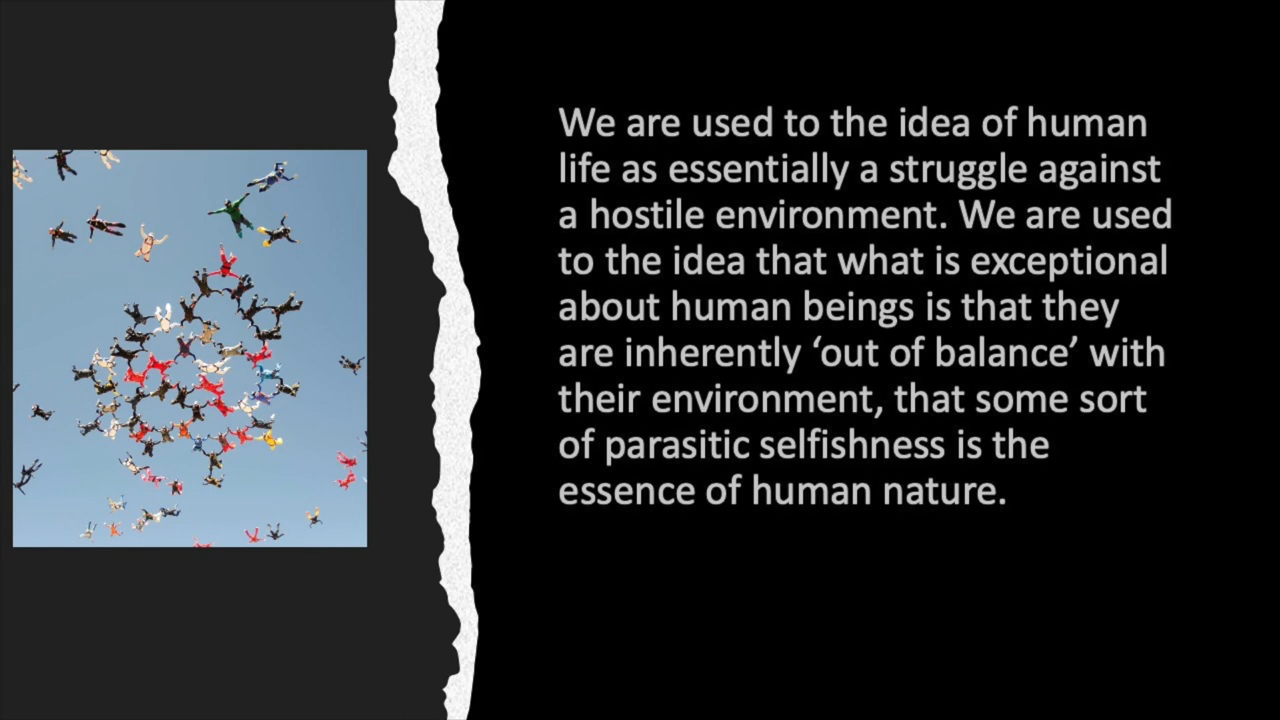 We are used to the idea of human
life as essentially a struggle against
a hostile environment. We are used
to the idea that what is exceptional
about human beings is that they
are inherently ‘out of balance’ with
their environment, that some sort
of parasitic selfishness is the
essence of human nature.